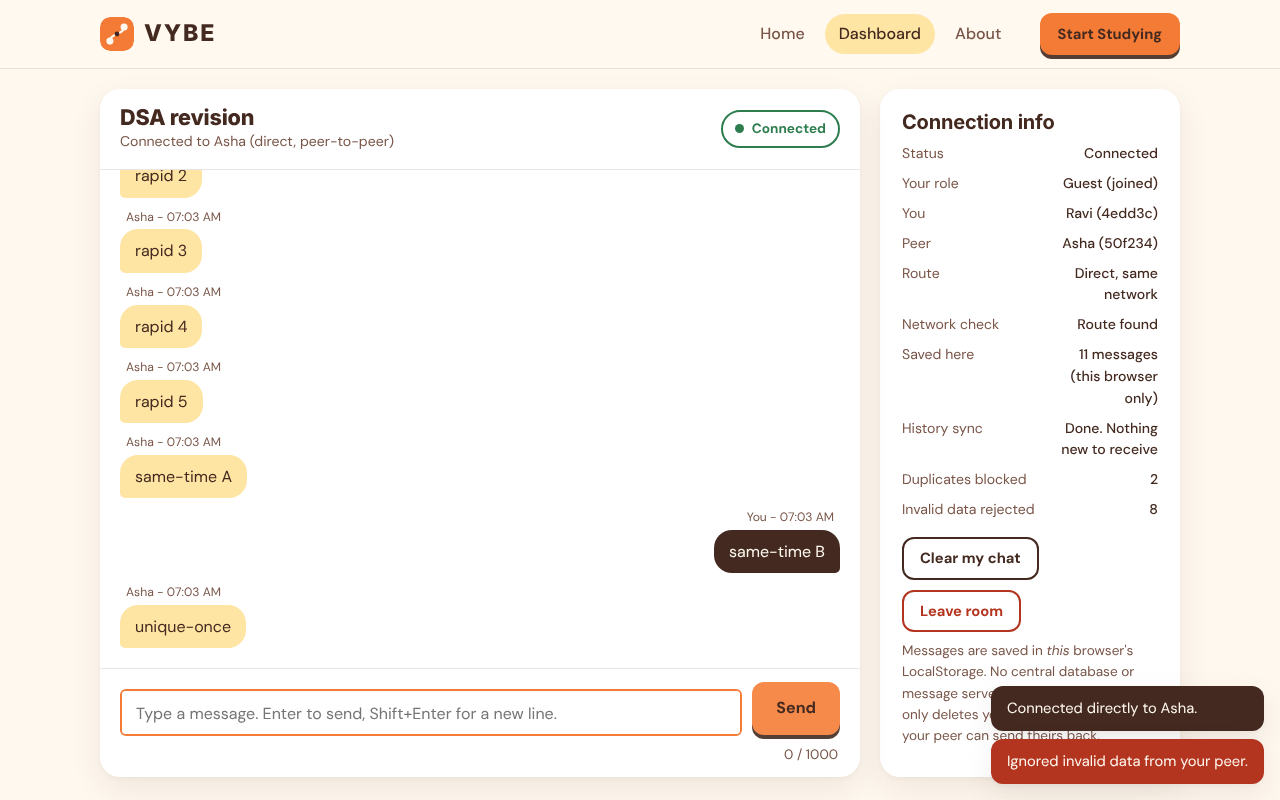 VYBE
Home
Dashboard
About
Start Studying
DSA revision
Connected to Asha (direct, peer-to-peer)
Connected
rapid 2
Asha - 07:03 AM
rapid 3
Asha - 07:03 AM
rapid 4
Asha - 07:03 AM
rapid 5
Asha - 07:03 AM
same-time A
You - 07:03 AM
same-time B
Asha - 07:03 AM
unique-once
Type a message. Enter to send, Shift+Enter for a new line.
Send
0 / 1000
Connection info
Status Connected
Your role Guest (joined)
You Ravi (4edd3c)
Peer Asha (50f234)
Route Direct, same
network
Network check Route found
Saved here 11 messages
(this browser
only)
History sync Done. Nothing
new to receive
Duplicates blocked 2
Invalid data rejected 8
Clear my chat
Leave room
Messages are saved in this browser's
LocalStorage. No central database or
message
only deletes
your peer can send theirs back.
Connected directly to Asha.
Ignored invalid data from your peer.